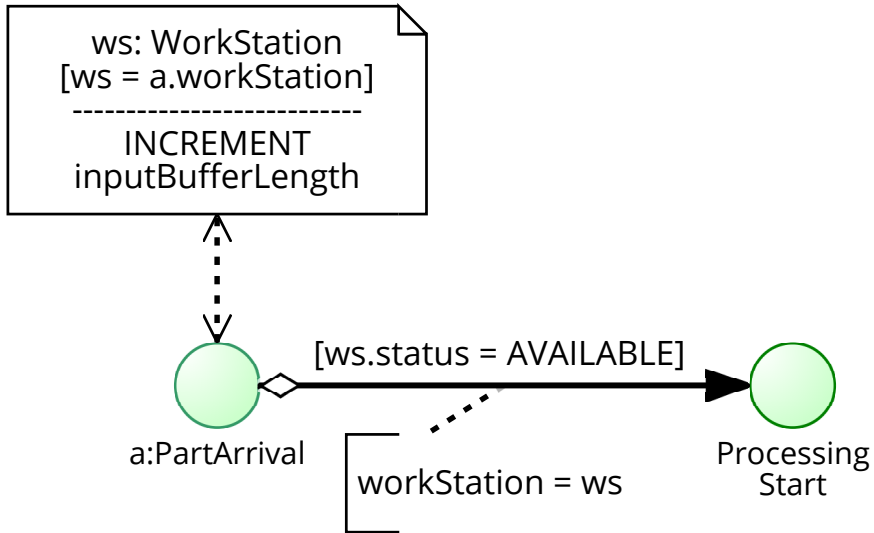 ws: WorkStation
[ws = a.workStation]
---------------------------
INCREMENT
inputBufferLength
[ws.status = AVAILABLE]
a:PartArrival
Processing
Start
workStation = ws